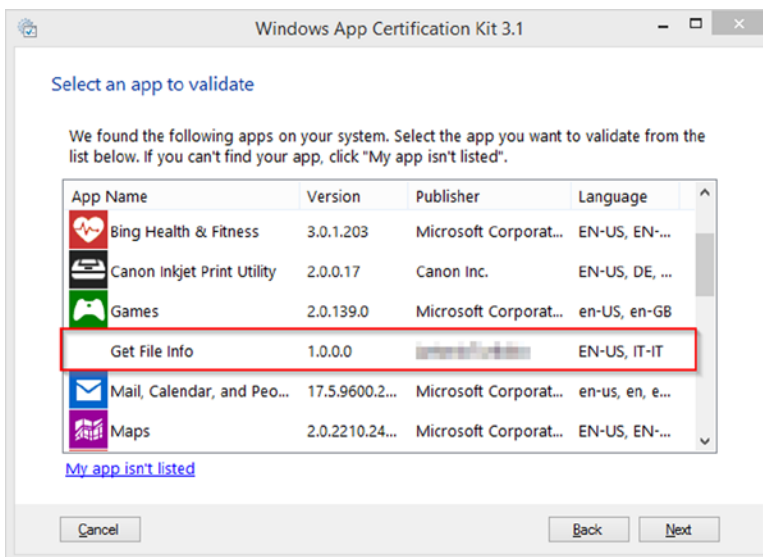 Windows App Certification Kit 3.1
Select an app to validate
We found the following apps on your system. Select the app you want to validate from the
list below. If you can't find your app, click "My app isn't listed".
App Name Version Publisher Language
Bing Health & Fitness 3.0.1.203 Microsoft Corporat... EN-US, EN-...
Canon Inkjet Print Utility 2.0.0.17 Canon Inc. EN-US, DE, ...
Games 2.0.139.0 Microsoft Corporat... en-US, en-GB
Get File Info 1.0.0.0 EN-US, IT-IT
Mail, Calendar, and Peo... 17.5.9600.2... Microsoft Corporat... en-us, en, e...
Maps 2.0.2210.24... Microsoft Corporat... EN-US, EN-...
My app isn't listed
Cancel Back Next